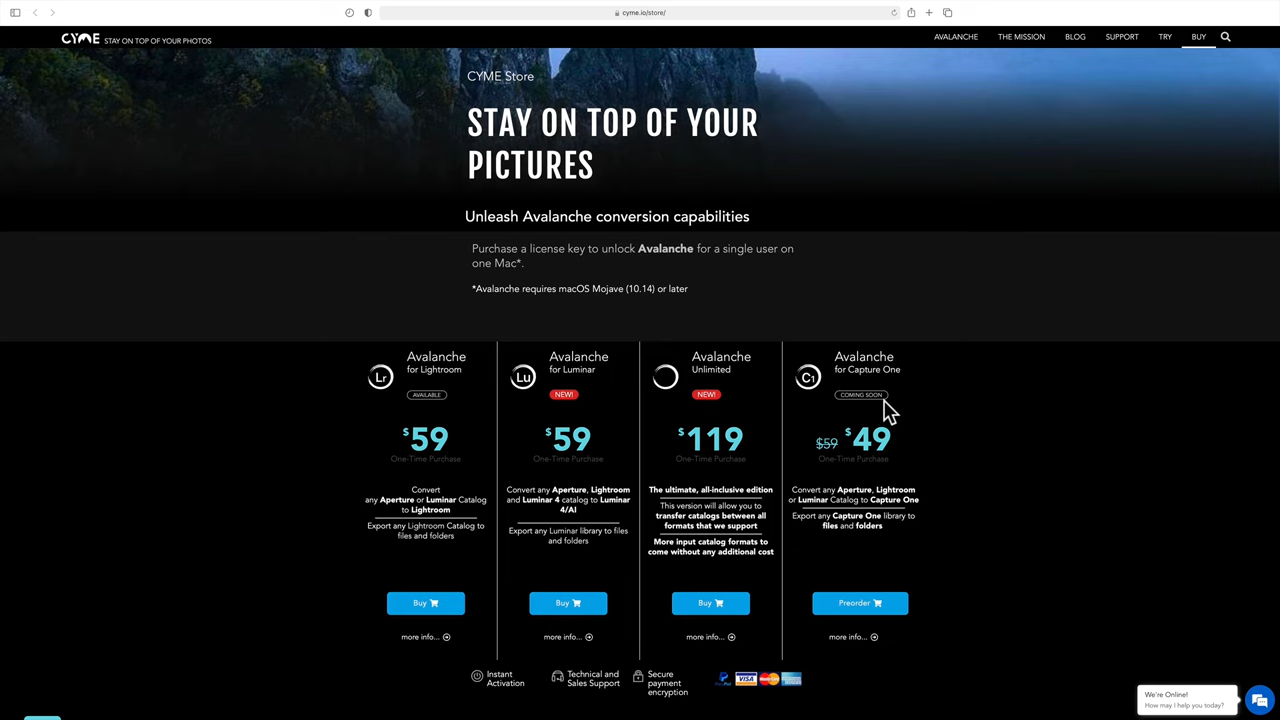 cyme.io/store/
CYME STAY ON TOP OF YOUR PHOTOS
AVALANCHE THE MISSION BLOG SUPPORT TRY BUY
CYME Store
STAY ON TOP OF YOUR
PICTURES
Unleash Avalanche conversion capabilities
Purchase a license key to unlock Avalanche for a single user on
one Mac*.
*Avalanche requires macOS Mojave (10.14) or later
Lr
Avalanche
for Lightroom
AVAILABLE
$59
One-Time Purchase
Convert
any Aperture or Luminar Catalog
to Lightroom
Export any Lightroom Catalog to
files and folders
Buy
more info...
Lu
Avalanche
for Luminar
NEW!
$59
One-Time Purchase
Convert any Aperture, Lightroom
and Luminar 4 catalog to Luminar
4/AI
Export any Luminar library to files
and folders
Buy
more info...
Avalanche
Unlimited
NEW!
$119
One-Time Purchase
The ultimate, all-inclusive edition
This version will allow you to
transfer catalogs between all
formats that we support
More input catalog formats to
come without any additional cost
Buy
more info...
C1
Avalanche
for Capture One
COMING SOON
$59 $49
One-Time Purchase
Convert any Aperture, Lightroom
or Luminar Catalog to Capture One
Export any Capture One library to
files and folders
Preorder
more info...
Instant
Activation
Technical and
Sales Support
Secure
payment
encryption
PayPal VISA
We're Online!
How may I help you today?